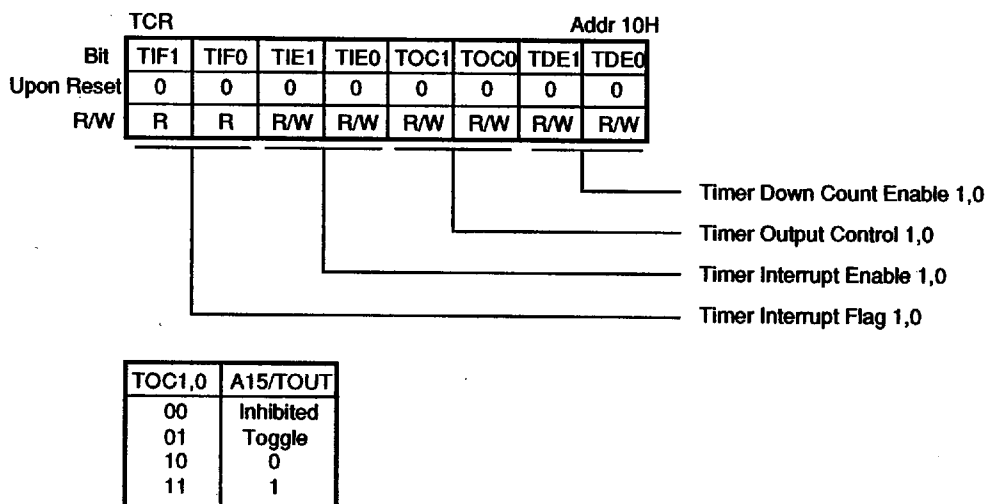 TCR Addr 10H
Bit TIF1 TIF0 TIE1 TIE0 TOC1 TOC0 TDE1 TDE0
Upon Reset 0 0 0 0 0 0 0 0
R/W R R R/W R/W R/W R/W R/W R/W
Timer Down Count Enable 1,0
Timer Output Control 1,0
Timer Interrupt Enable 1,0
Timer Interrupt Flag 1,0
TOC1,0 A15/TOUT
00 Inhibited
01 Toggle
10 0
11 1